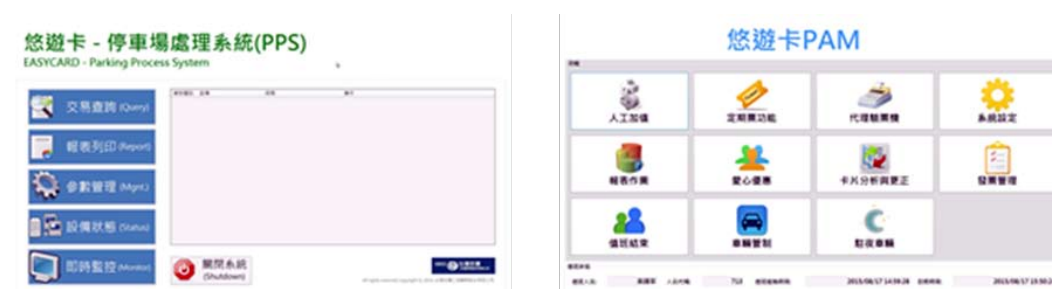 悠遊卡 - 停車場處理系統(PPS)
EASYCARD - Parking Process System
交易查詢 (Query)
報表列印 (Report)
參數管理 (Mgnt.)
設備狀態 (Status)
即時監控 (Monitor)
關閉系統
(Shutdown)
悠遊卡PAM
人工加值
定期票功能
代理驗票機
系統設定
報表作業
愛心優惠
卡片分析與更正
發票管理
值班結束
車輛管制
駐夜車輛
713
2015/08/17 14:59:28